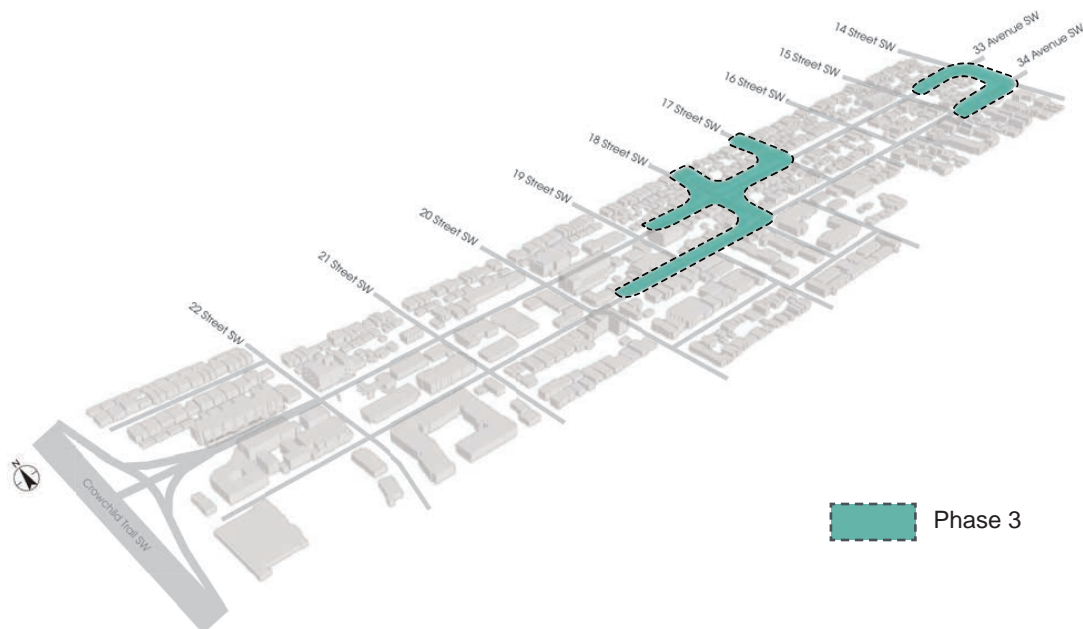 14 Street SW
33 Avenue SW
34 Avenue SW
15 Street SW
16 Street SW
17 Street SW
18 Street SW
19 Street SW
20 Street SW
21 Street SW
22 Street SW
N
Crowchild Trail SW
Phase 3